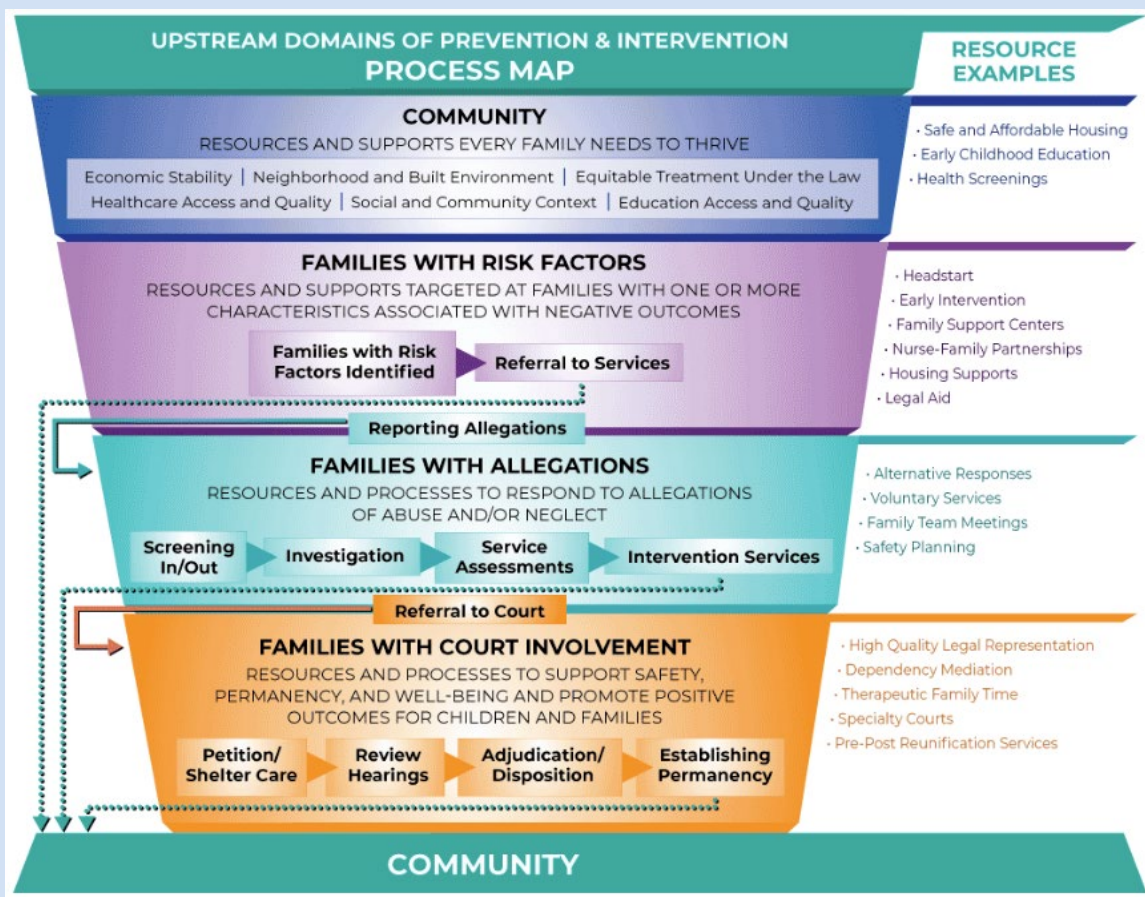 UPSTREAM DOMAINS OF PREVENTION & INTERVENTION
PROCESS MAP
RESOURCE
EXAMPLES
COMMUNITY
RESOURCES AND SUPPORTS EVERY FAMILY NEEDS TO THRIVE
Economic Stability | Neighborhood and Built Environment | Equitable Treatment Under the Law
Healthcare Access and Quality | Social and Community Context | Education Access and Quality
· Safe and Affordable Housing
· Early Childhood Education
· Health Screenings
FAMILIES WITH RISK FACTORS
RESOURCES AND SUPPORTS TARGETED AT FAMILIES WITH ONE OR MORE
CHARACTERISTICS ASSOCIATED WITH NEGATIVE OUTCOMES
Families with Risk
Factors Identified
Referral to Services
· Headstart
· Early Intervention
· Family Support Centers
· Nurse-Family Partnerships
· Housing Supports
· Legal Aid
Reporting Allegations
FAMILIES WITH ALLEGATIONS
RESOURCES AND PROCESSES TO RESPOND TO ALLEGATIONS
OF ABUSE AND/OR NEGLECT
Screening
In/Out
Investigation
Service
Assessments
Intervention Services
· Alternative Responses
· Voluntary Services
· Family Team Meetings
· Safety Planning
Referral to Court
FAMILIES WITH COURT INVOLVEMENT
RESOURCES AND PROCESSES TO SUPPORT SAFETY,
PERMANENCY, AND WELL-BEING AND PROMOTE POSITIVE
OUTCOMES FOR CHILDREN AND FAMILIES
Petition/
Shelter Care
Review
Hearings
Adjudication/
Disposition
Establishing
Permanency
· High Quality Legal Representation
· Dependency Mediation
· Therapeutic Family Time
· Specialty Courts
· Pre-Post Reunification Services
COMMUNITY